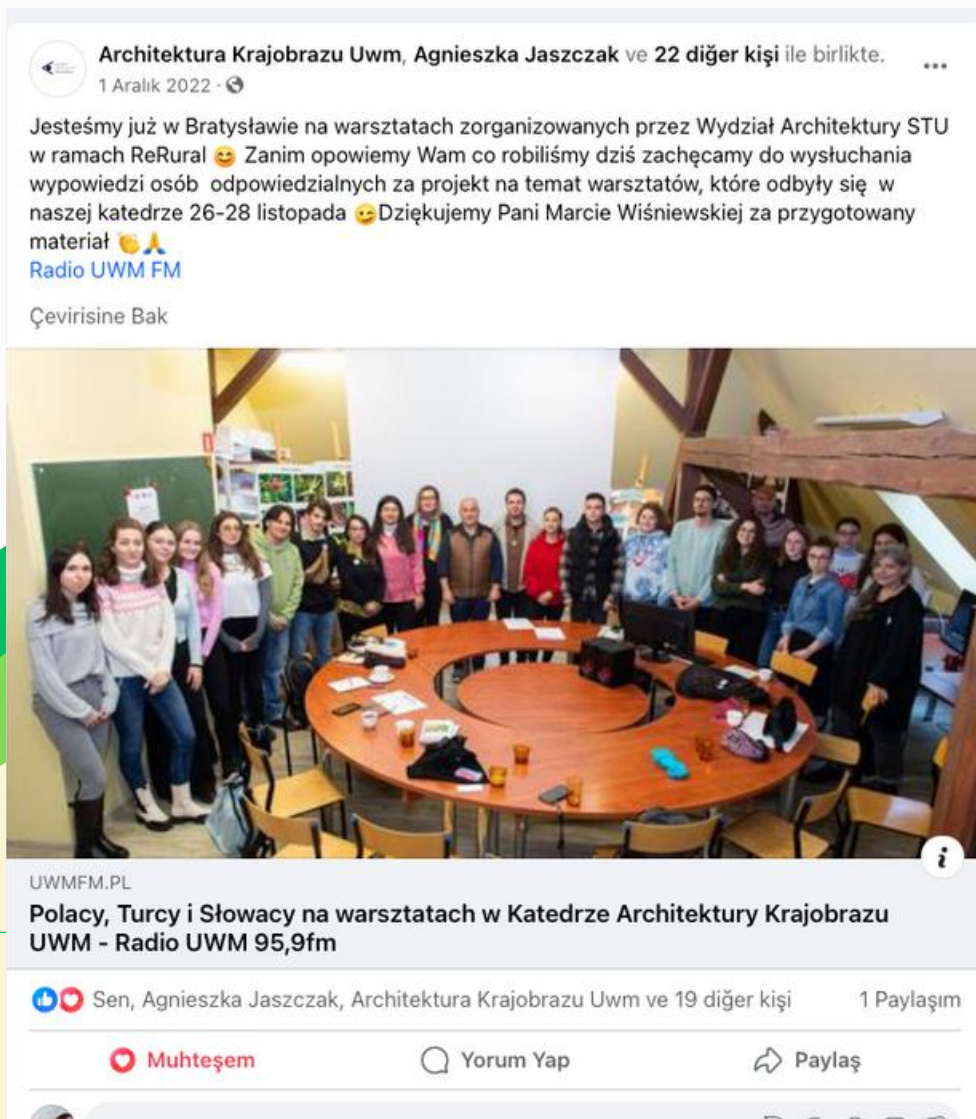 Architektura Krajobrazu Uwm, Agnieszka Jaszczak ve 22 diğer kişi ile birlikte.
1 Aralık 2022 ·
Jesteśmy już w Bratysławie na warsztatach zorganizowanych przez Wydział Architektury STU
w ramach ReRural 😊 Zanim opowiemy Wam co robiliśmy dziś zachęcamy do wysłuchania
wypowiedzi osób odpowiedzialnych za projekt na temat warsztatów, które odbyły się w
naszej katedrze 26-28 listopada 😉Dziękujemy Pani Marcie Wiśniewskiej za przygotowany
materiał 👏🙏
Radio UWM FM
Çevirisine Bak
UWMFM.PL
Polacy, Turcy i Słowacy na warsztatach w Katedrze Architektury Krajobrazu
UWM - Radio UWM 95,9fm
Sen, Agnieszka Jaszczak, Architektura Krajobrazu Uwm ve 19 diğer kişi 1 Paylaşım
Muhteşem Yorum Yap Paylaş